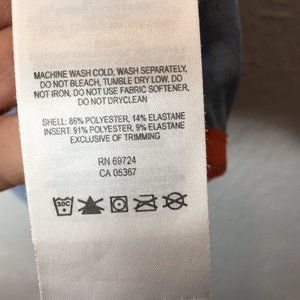 MACHINE WASH COLD, WASH SEPARATELY,
DO NOT BLEACH, TUMBLE DRY LOW, DO
NOT IRON, DO NOT USE FABRIC SOFTENER,
DO NOT DRYCLEAN
SHELL: 86% POLYESTER, 14% ELASTANE
INSERT: 91% POLYESTER, 9% ELASTANE
EXCLUSIVE OF TRIMMING
RN 69724
CA 05367
30C